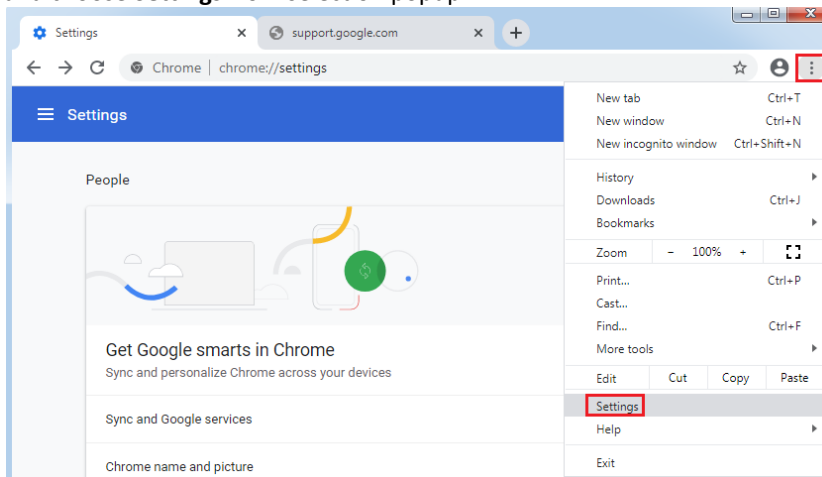 Settings
support.google.com
Chrome | chrome://settings
Settings
People
Get Google smarts in Chrome
Sync and personalize Chrome across your devices
Sync and Google services
Chrome name and picture
New tab Ctrl+T
New window Ctrl+N
New incognito window Ctrl+Shift+N
History
Downloads Ctrl+J
Bookmarks
Zoom - 100% +
Print... Ctrl+P
Cast...
Find... Ctrl+F
More tools
Edit Cut Copy Paste
Settings
Help
Exit